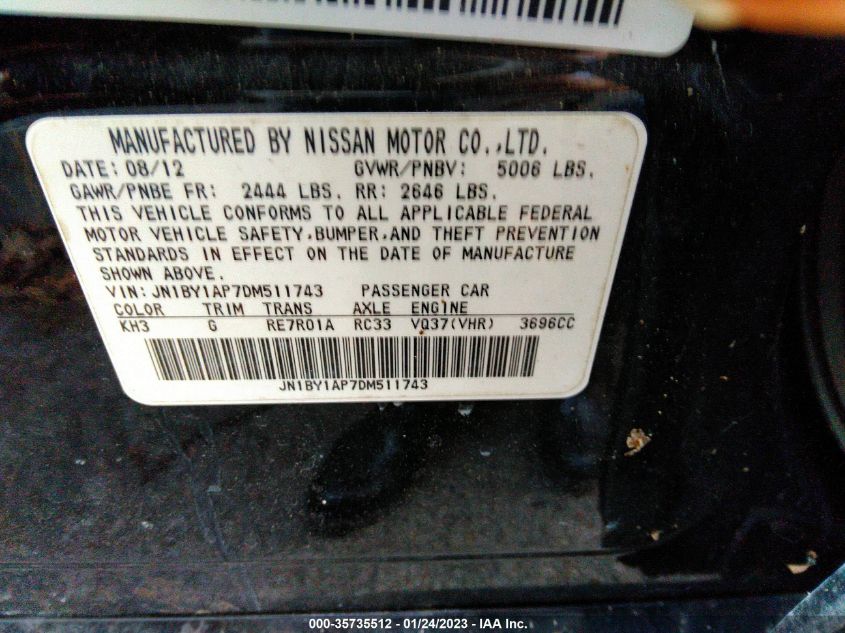 MANUFACTURED BY NISSAN MOTOR CO.,LTD.
DATE:08/12 GVWR/PNBV: 5006 LBS.
GAWR/PNBE FR: 2444 LBS. RR: 2646 LBS.
THIS VEHICLE CONFORMS TO ALL APPLICABLE FEDERAL
MOTOR VEHICLE SAFETY,BUMPER,AND THEFT PREVENTION
STANDARDS IN EFFECT ON THE DATE OF MANUFACTURE
SHOWN ABOVE.
VIN:JN1BY1AP7DM511743 PASSENGER CAR
COLOR TRIM TRANS AXLE ENGINE
KH3 G RE7R01A RC33 VQ37(VHR) 3696CC
JN1BY1AP7DM511743
000-35735512 - 01/24/2023 - IAA Inc.